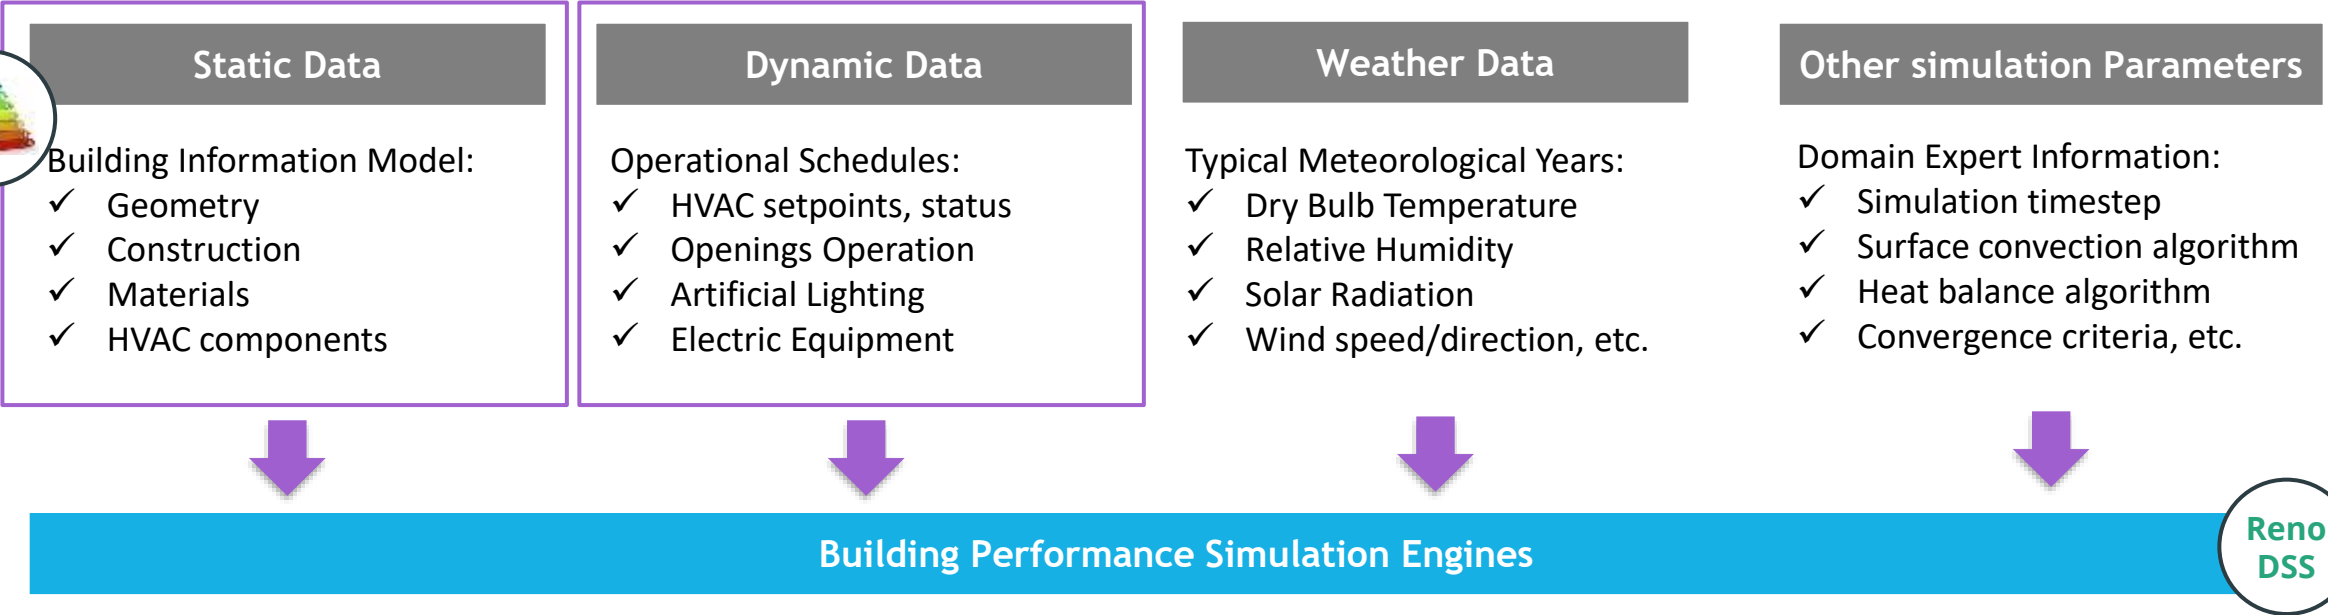 Static Data
Building Information Model:
✓ Geometry
✓ Construction
✓ Materials
✓ HVAC components
Dynamic Data
Operational Schedules:
✓ HVAC setpoints, status
✓ Openings Operation
✓ Artificial Lighting
✓ Electric Equipment
Weather Data
Typical Meteorological Years:
✓ Dry Bulb Temperature
✓ Relative Humidity
✓ Solar Radiation
✓ Wind speed/direction, etc.
Other simulation Parameters
Domain Expert Information:
✓ Simulation timestep
✓ Surface convection algorithm
✓ Heat balance algorithm
✓ Convergence criteria, etc.
Building Performance Simulation Engines
Reno
DSS